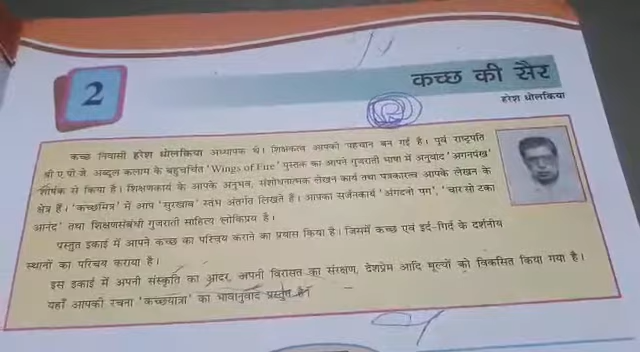 2
कच्छ की सैर
हरेश धोलकिया
कच्छ निवासी हरेश धोलकिया अध्यापक थे। शिक्षकत्व आपकी पहचान बन गई है। पूर्व राष्ट्रपति
श्री ए.पी.जे. अब्दुल कलाम के बहुचर्चित 'Wings of Fire' पुस्तक का आपने गुजराती भाषा में अनुवाद 'अगनपंख'
शीर्षक से किया है। शिक्षणकार्य के आपके अनुभव, संशोधनात्मक लेखन कार्य तथा पत्रकारत्व आपके लेखन के
क्षेत्र हैं। 'कच्छमित्र' में आप 'सुरखाब' स्तंभ अंतर्गत लिखते हैं। आपका सर्जनकार्य 'अंगदनो पग', 'चार सो टका
आनंद' तथा शिक्षणसंबंधी गुजराती साहित्य लोकप्रिय है।
प्रस्तुत इकाई में आपने कच्छ का परिचय कराने का प्रयास किया है। जिसमें कच्छ एवं इर्द-गिर्द के दर्शनीय
स्थानों का परिचय कराया है।
इस इकाई में अपनी संस्कृति का आदर, अपनी विरासत का संरक्षण, देशप्रेम आदि मूल्यों को विकसित किया गया है।
यहाँ आपकी रचना 'कच्छयात्रा' का भावानुवाद प्रस्तुत है।